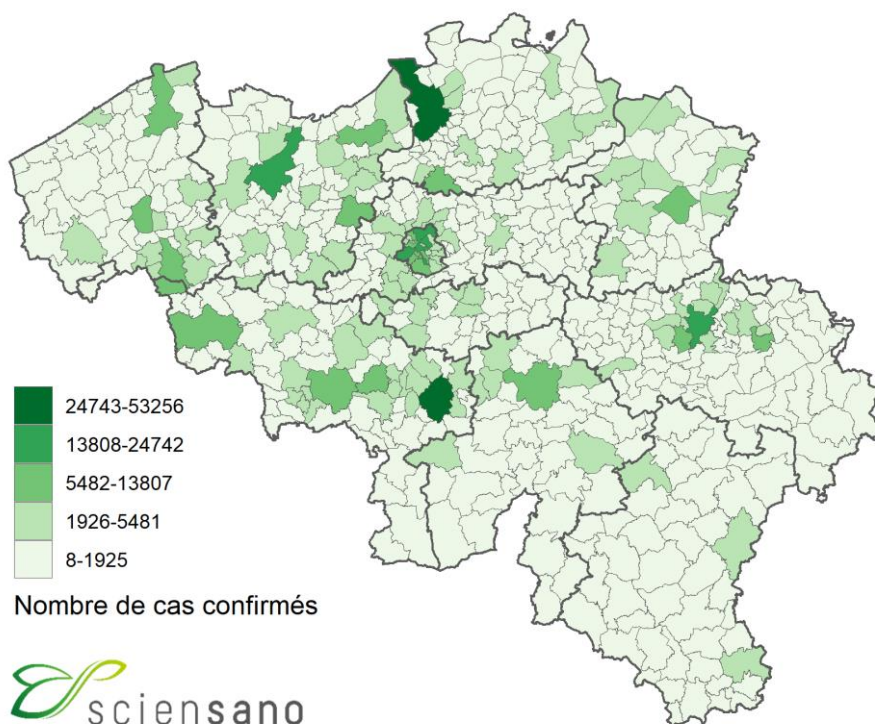 24743-53256
13808-24742
5482-13807
1926-5481
8-1925
Nombre de cas confirmés
sciensano